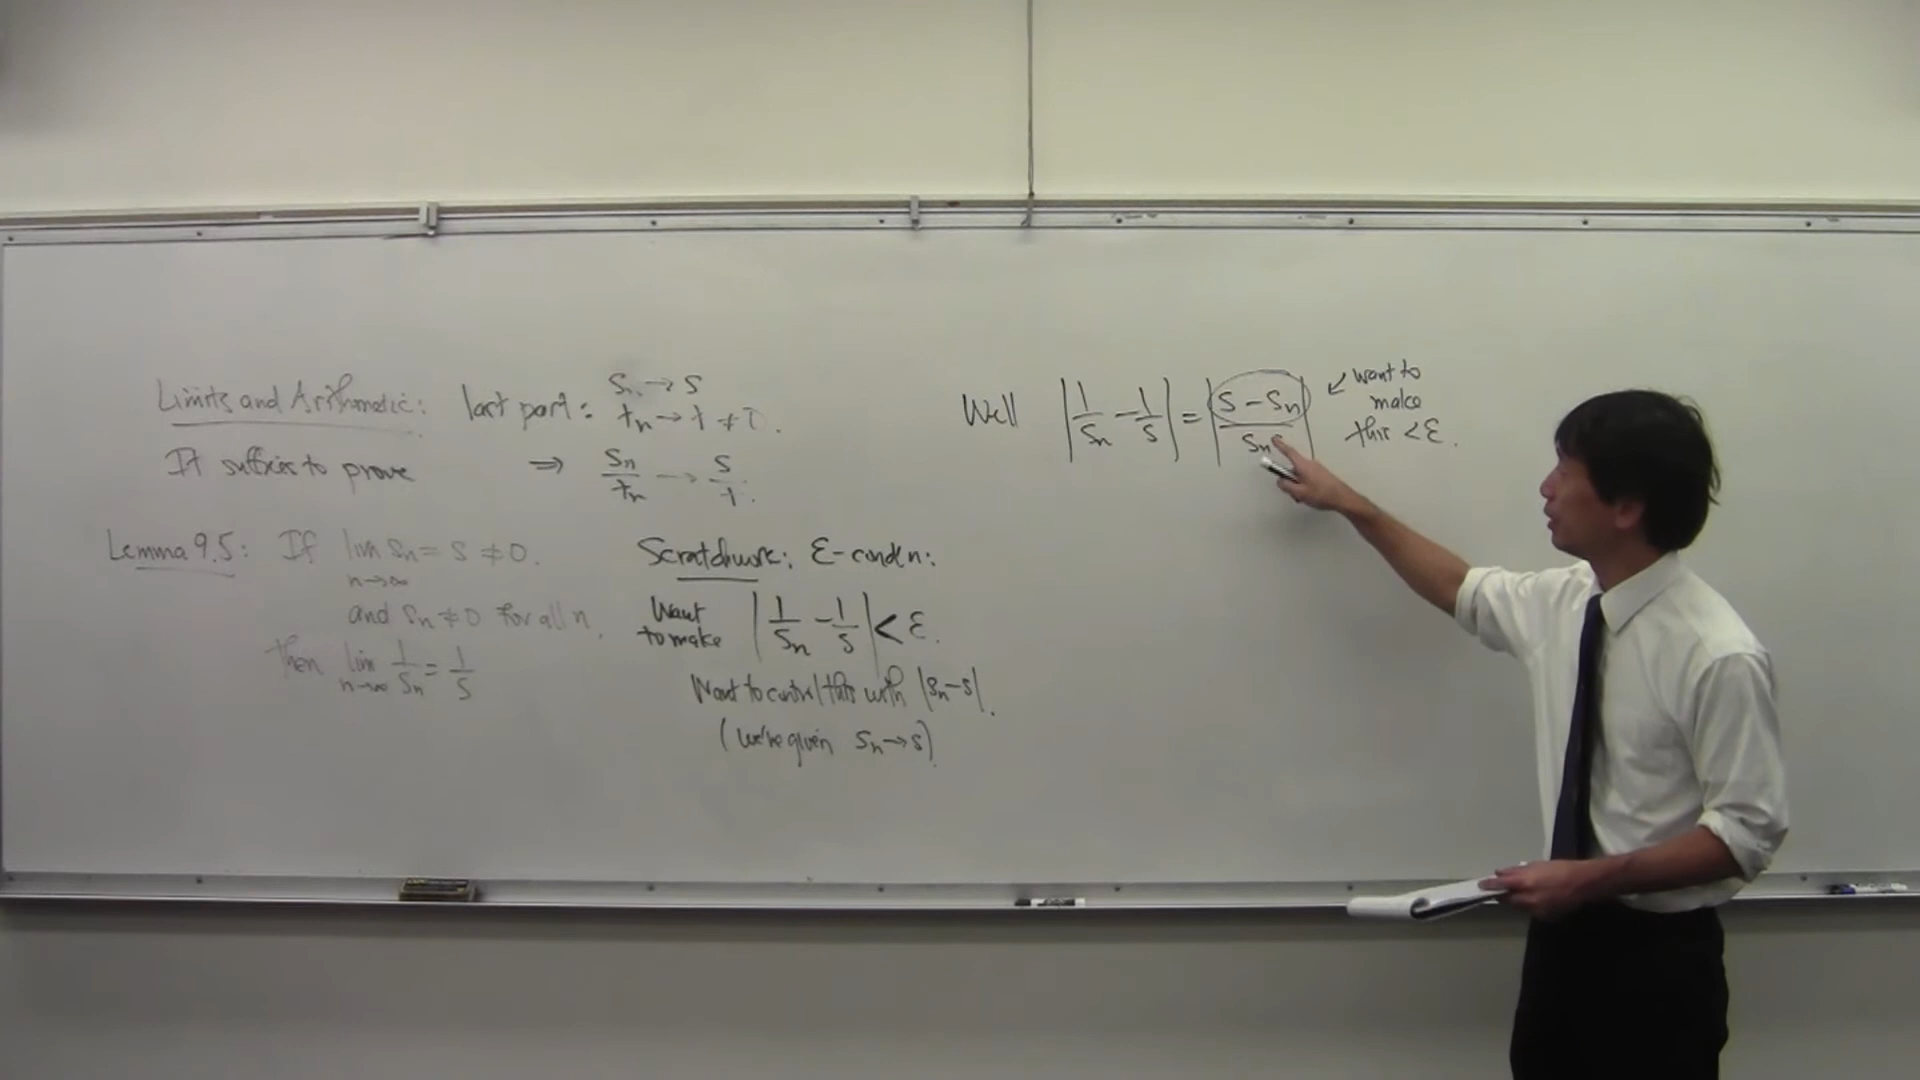 Limits and Arithmetic:
last part: sₙ → s
tₙ → t ≠ 0.
⇒ sₙ/tₙ → s/t.
It suffices to prove
Lemma 9.5: If lim n→∞ sₙ = s ≠ 0.
and sₙ ≠ 0 for all n,
then lim n→∞ 1/sₙ = 1/s
Scratchwork: ε-condn:
Want to make |1/sₙ − 1/s| < ε.
Want to control this with |sₙ−s|.
(we're given sₙ→s).
Well |1/sₙ − 1/s| = |(s − sₙ)/(sₙs)|
↙ want to
make
this < ε.